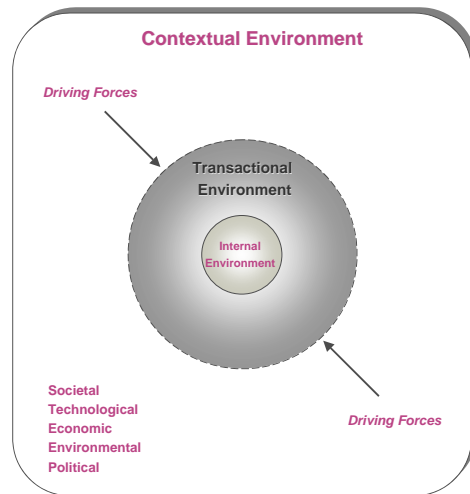 Contextual Environment
Driving Forces
Transactional
Environment
Internal
Environment
Societal
Technological
Economic
Environmental
Political
Driving Forces